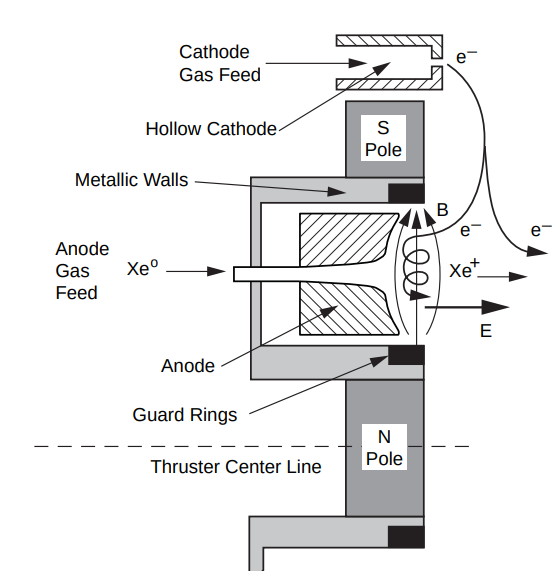 Cathode
Gas Feed
e⁻
Hollow Cathode
S
Pole
Metallic Walls
B
e⁻
e⁻
Anode
Gas
Feed
Xe⁰
Xe⁺
E
Anode
Guard Rings
N
Pole
Thruster Center Line